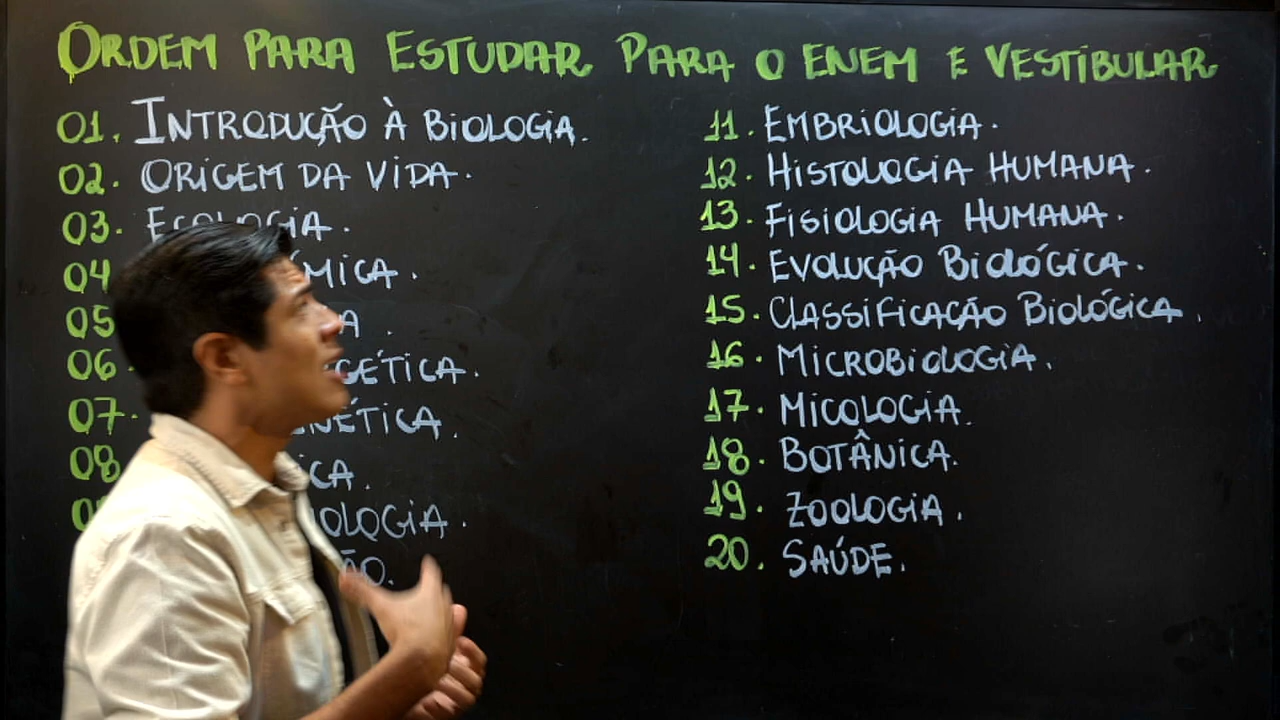 ORDEM PARA ESTUDAR PARA O ENEM E VESTIBULAR
01. INTRODUÇÃO À BIOLOGIA.
02. ORIGEM DA VIDA.
03. ECOLOGIA.
04
05
06.
07.
08
11. EMBRIOLOGIA.
12. HISTOLOGIA HUMANA.
13. FISIOLOGIA HUMANA.
14. EVOLUÇÃO BIOLÓGICA.
15. CLASSIFICAÇÃO BIOLÓGICA.
16. MICROBIOLOGIA.
17. MICOLOGIA.
18. BOTÂNICA.
19. ZOOLOGIA.
20. SAÚDE.